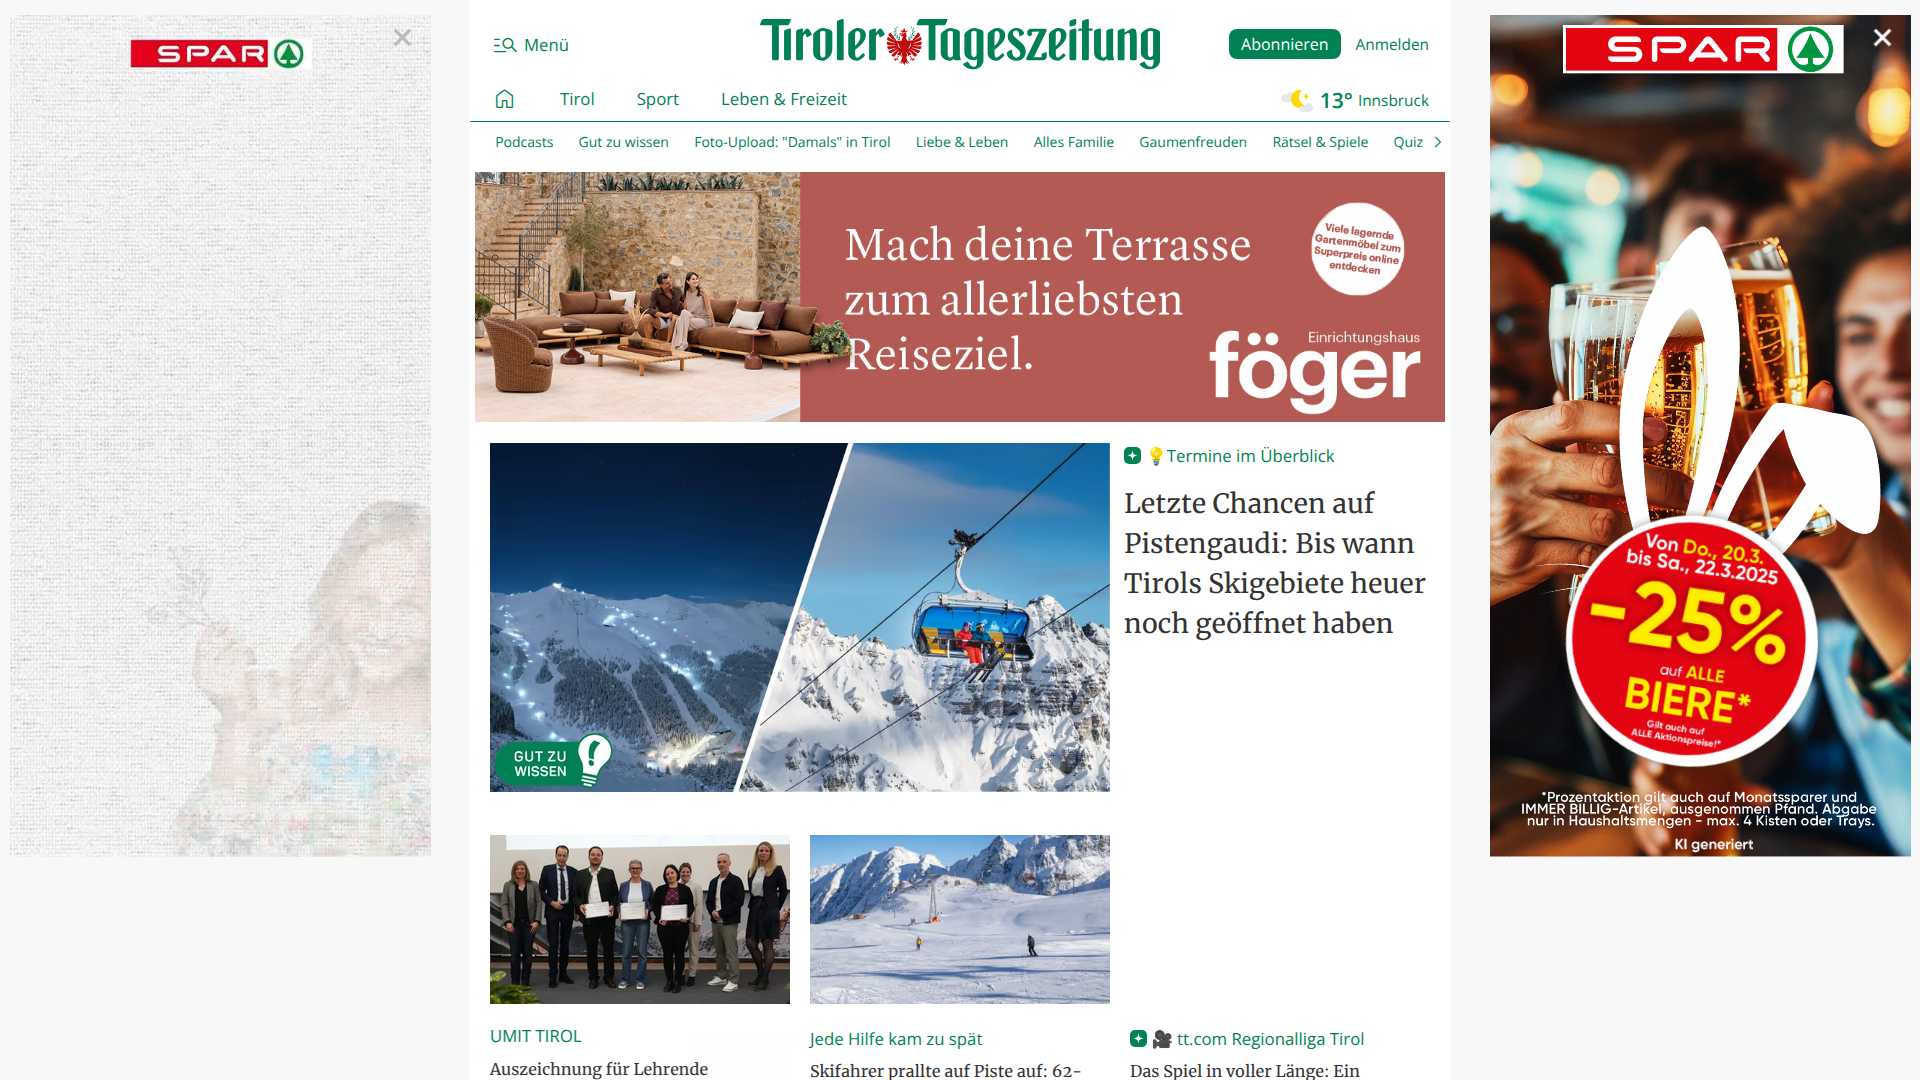 SPAR
Menü
Tiroler Tageszeitung
Abonnieren
Anmelden
Tirol
Sport
Leben & Freizeit
13° Innsbruck
Podcasts
Gut zu wissen
Foto-Upload: "Damals" in Tirol
Liebe & Leben
Alles Familie
Gaumenfreuden
Rätsel & Spiele
Quiz
Mach deine Terrasse
zum allerliebsten
Reiseziel.
Viele lagernde
Gartenmöbel zum
Superpreis online
entdecken
Einrichtungshaus
föger
GUT ZU
WISSEN
Termine im Überblick
Letzte Chancen auf
Pistengaudi: Bis wann
Tirols Skigebiete heuer
noch geöffnet haben
UMIT TIROL
Auszeichnung für Lehrende
Jede Hilfe kam zu spät
Skifahrer prallte auf Piste auf: 62-
tt.com Regionalliga Tirol
Das Spiel in voller Länge: Ein
SPAR
Von Do., 20.3.
bis Sa., 22.3.2025
-25%
auf ALLE
BIERE*
Gilt auch auf
ALLE Aktionspreise!*
*Prozentaktion gilt auch auf Monatssparer und
IMMER BILLIG-Artikel, ausgenommen Pfand. Abgabe
nur in Haushaltsmengen - max. 4 Kisten oder Trays.
KI generiert